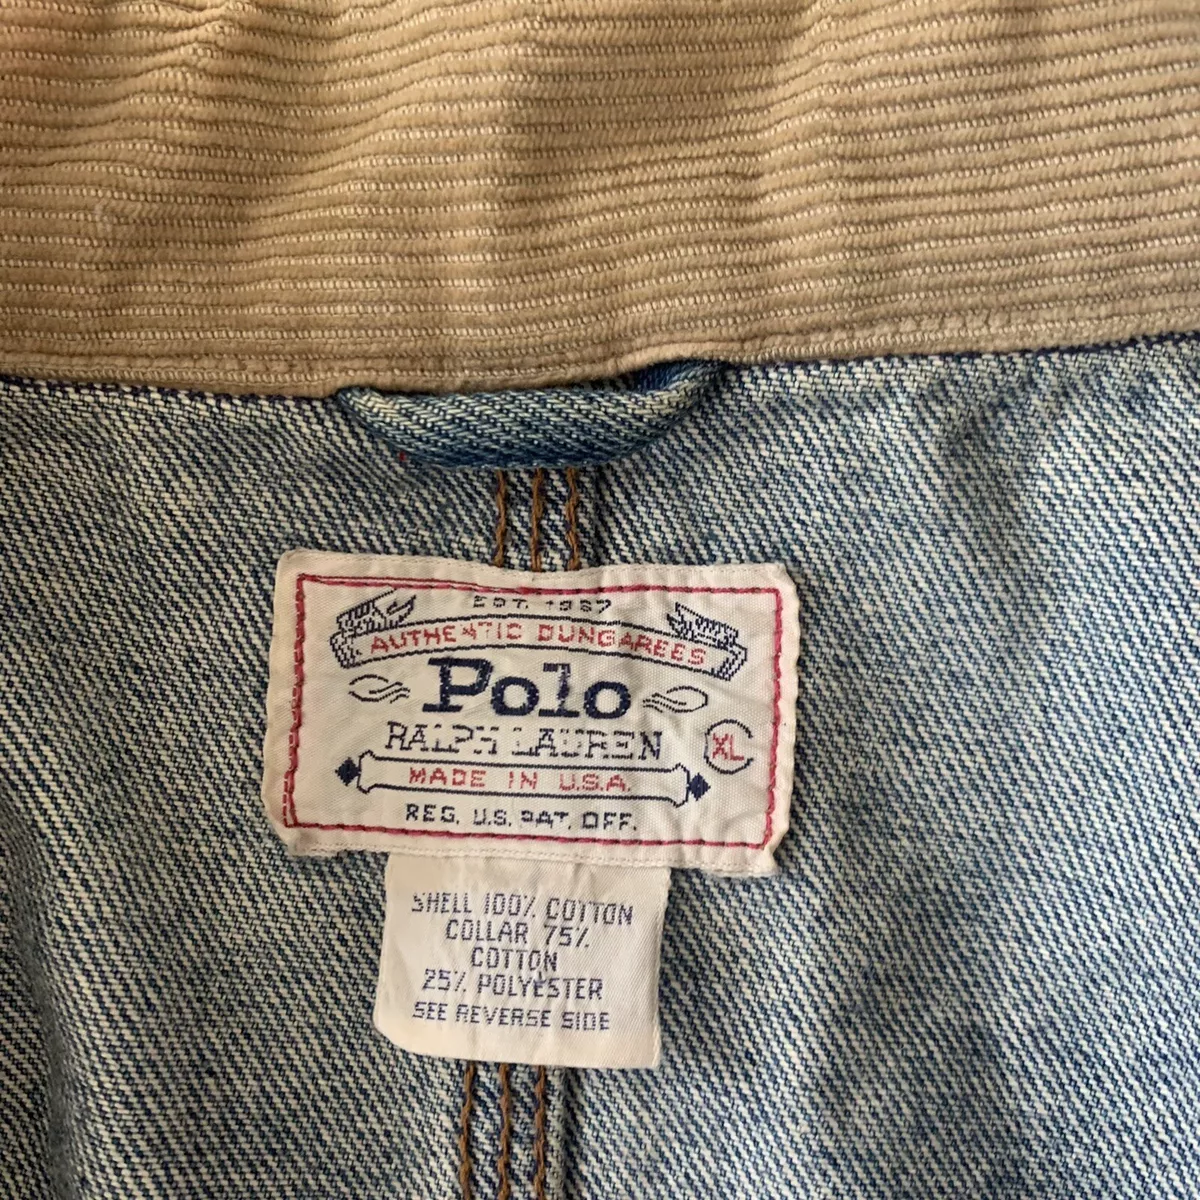 EST. 1967
AUTHENTIC DUNGAREES
Polo
RALPH LAUREN
XL
MADE IN U.S.A.
REG. U.S. PAT. OFF.
SHELL 100% COTTON
COLLAR 75%
COTTON
25% POLYESTER
SEE REVERSE SIDE